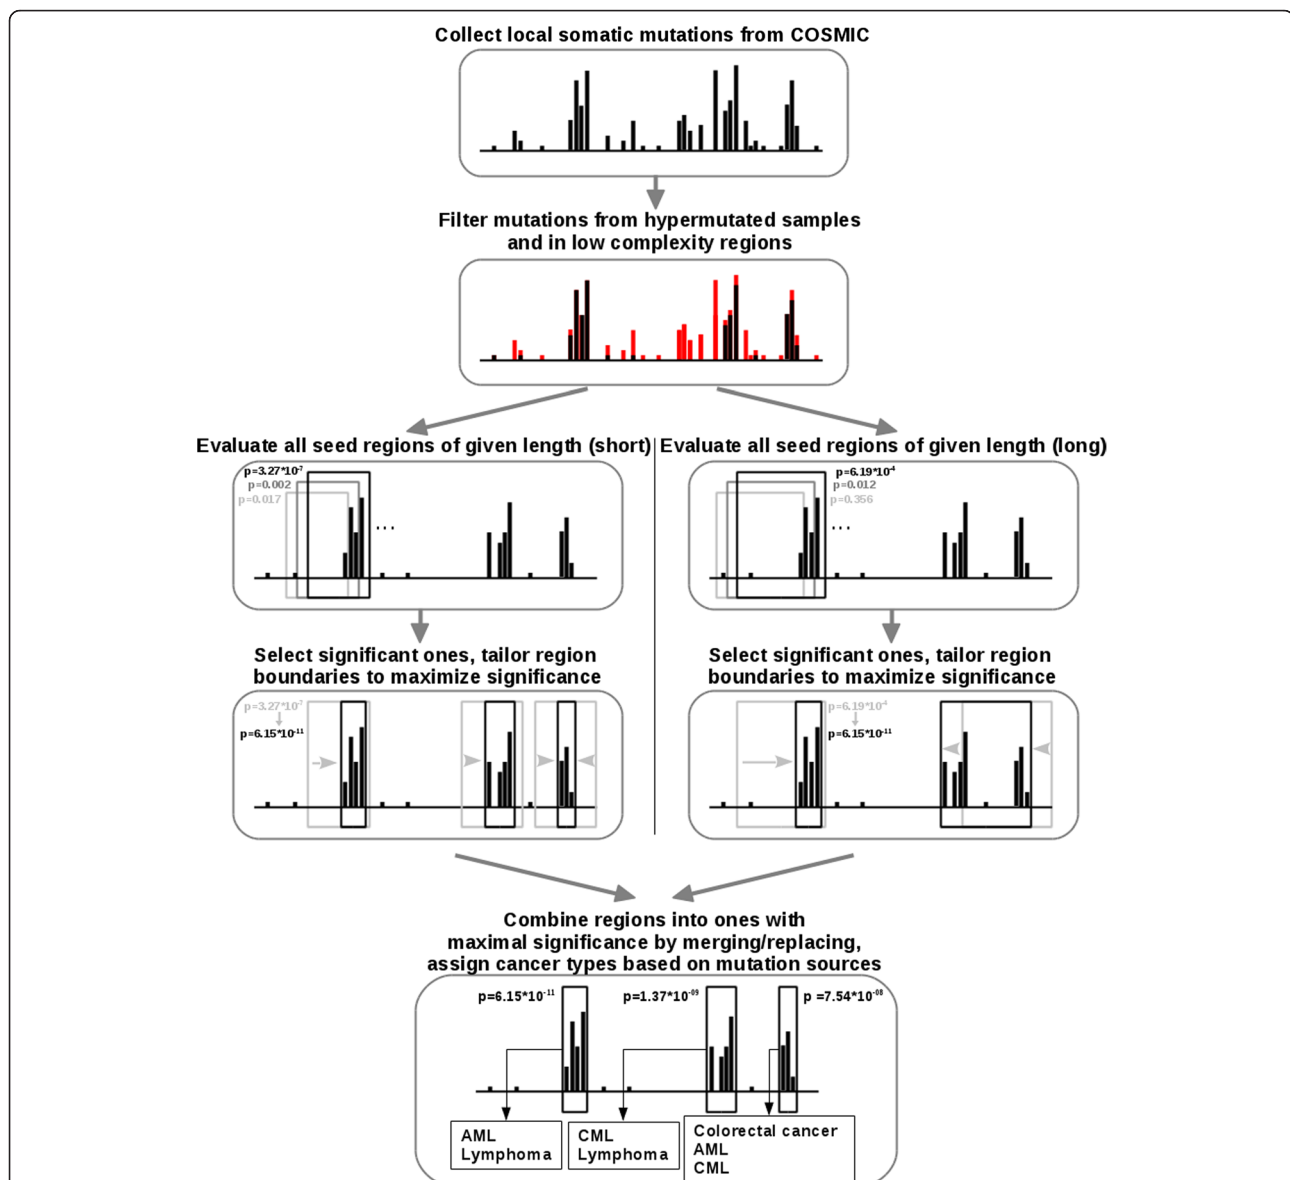 Collect local somatic mutations from COSMIC
Filter mutations from hypermutated samples
and in low complexity regions
Evaluate all seed regions of given length (short)
p=3.27*10⁻⁷
p=0.002
p=0.017
...
Evaluate all seed regions of given length (long)
p=6.19*10⁻⁴
p=0.012
p=0.356
...
Select significant ones, tailor region
boundaries to maximize significance
p=3.27*10⁻⁷
p=6.15*10⁻¹¹
Select significant ones, tailor region
boundaries to maximize significance
p=6.19*10⁻⁴
p=6.15*10⁻¹¹
Combine regions into ones with
maximal significance by merging/replacing,
assign cancer types based on mutation sources
p=6.15*10⁻¹¹
p=1.37*10⁻⁰⁹
p =7.54*10⁻⁰⁸
AML
Lymphoma
CML
Lymphoma
Colorectal cancer
AML
CML